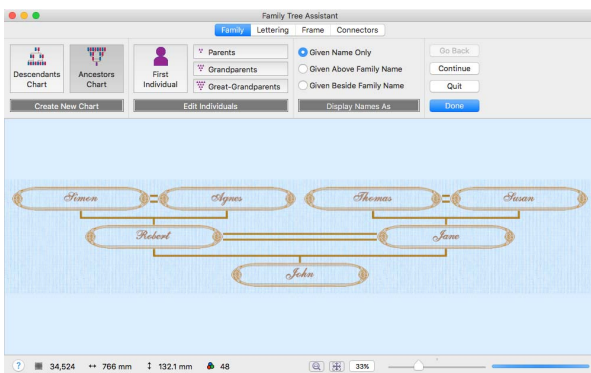 Family Tree Assistant
Family Lettering Frame Connectors
Descendants Chart
Ancestors Chart
Create New Chart
First Individual
Parents
Grandparents
Great-Grandparents
Edit Individuals
Given Name Only
Given Above Family Name
Given Beside Family Name
Display Names As
Go Back
Continue
Quit
Done
Simon Agnes Thomas Susan
Robert Jane
John
? 34,524 766 mm 132.1 mm 48 33%